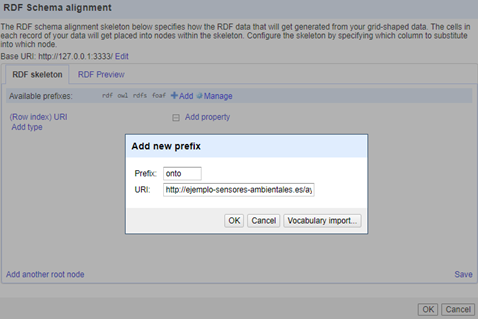 RDF Schema alignment
The RDF schema alignment skeleton below specifies how the RDF data that will get generated from your grid-shaped data. The cells in
each record of your data will get placed into nodes within the skeleton. Configure the skeleton by specifying which column to substitute
into which node.
Base URI: http://127.0.0.1:3333/ Edit
RDF skeleton RDF Preview
Available prefixes: rdf owl rdfs foaf Add Manage
(Row index) URI Add property
Add type
Add new prefix
Prefix: onto
URI: http://ejemplo-sensores-ambientales.es/ay
OK Cancel Vocabulary import...
Add another root node Save
OK Cancel